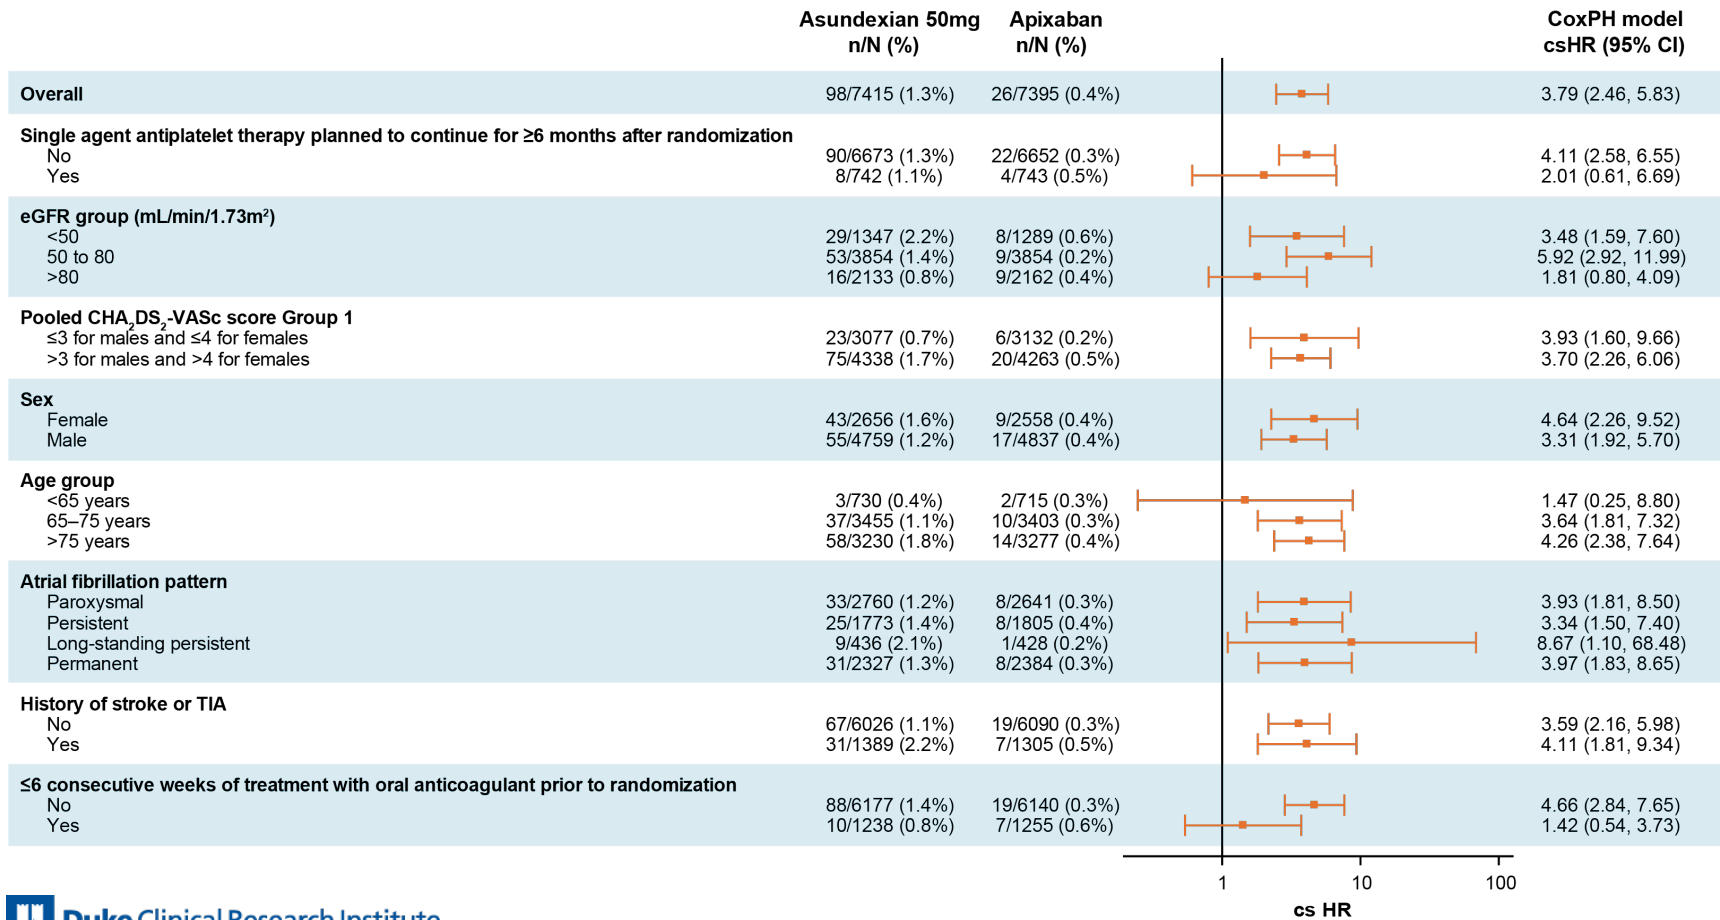 Asundexian 50mg Apixaban CoxPH model
n/N (%) n/N (%) csHR (95% CI)
Overall 98/7415 (1.3%) 26/7395 (0.4%) 3.79 (2.46, 5.83)
Single agent antiplatelet therapy planned to continue for ≥6 months after randomization
No 90/6673 (1.3%) 22/6652 (0.3%) 4.11 (2.58, 6.55)
Yes 8/742 (1.1%) 4/743 (0.5%) 2.01 (0.61, 6.69)
eGFR group (mL/min/1.73m²)
<50 29/1347 (2.2%) 8/1289 (0.6%) 3.48 (1.59, 7.60)
50 to 80 53/3854 (1.4%) 9/3854 (0.2%) 5.92 (2.92, 11.99)
>80 16/2133 (0.8%) 9/2162 (0.4%) 1.81 (0.80, 4.09)
Pooled CHA₂DS₂-VASc score Group 1
≤3 for males and ≤4 for females 23/3077 (0.7%) 6/3132 (0.2%) 3.93 (1.60, 9.66)
>3 for males and >4 for females 75/4338 (1.7%) 20/4263 (0.5%) 3.70 (2.26, 6.06)
Sex
Female 43/2656 (1.6%) 9/2558 (0.4%) 4.64 (2.26, 9.52)
Male 55/4759 (1.2%) 17/4837 (0.4%) 3.31 (1.92, 5.70)
Age group
<65 years 3/730 (0.4%) 2/715 (0.3%) 1.47 (0.25, 8.80)
65–75 years 37/3455 (1.1%) 10/3403 (0.3%) 3.64 (1.81, 7.32)
>75 years 58/3230 (1.8%) 14/3277 (0.4%) 4.26 (2.38, 7.64)
Atrial fibrillation pattern
Paroxysmal 33/2760 (1.2%) 8/2641 (0.3%) 3.93 (1.81, 8.50)
Persistent 25/1773 (1.4%) 8/1805 (0.4%) 3.34 (1.50, 7.40)
Long-standing persistent 9/436 (2.1%) 1/428 (0.2%) 8.67 (1.10, 68.48)
Permanent 31/2327 (1.3%) 8/2384 (0.3%) 3.97 (1.83, 8.65)
History of stroke or TIA
No 67/6026 (1.1%) 19/6090 (0.3%) 3.59 (2.16, 5.98)
Yes 31/1389 (2.2%) 7/1305 (0.5%) 4.11 (1.81, 9.34)
≤6 consecutive weeks of treatment with oral anticoagulant prior to randomization
No 88/6177 (1.4%) 19/6140 (0.3%) 4.66 (2.84, 7.65)
Yes 10/1238 (0.8%) 7/1255 (0.6%) 1.42 (0.54, 3.73)
1 10 100
cs HR
Duke Clinical Research Institute